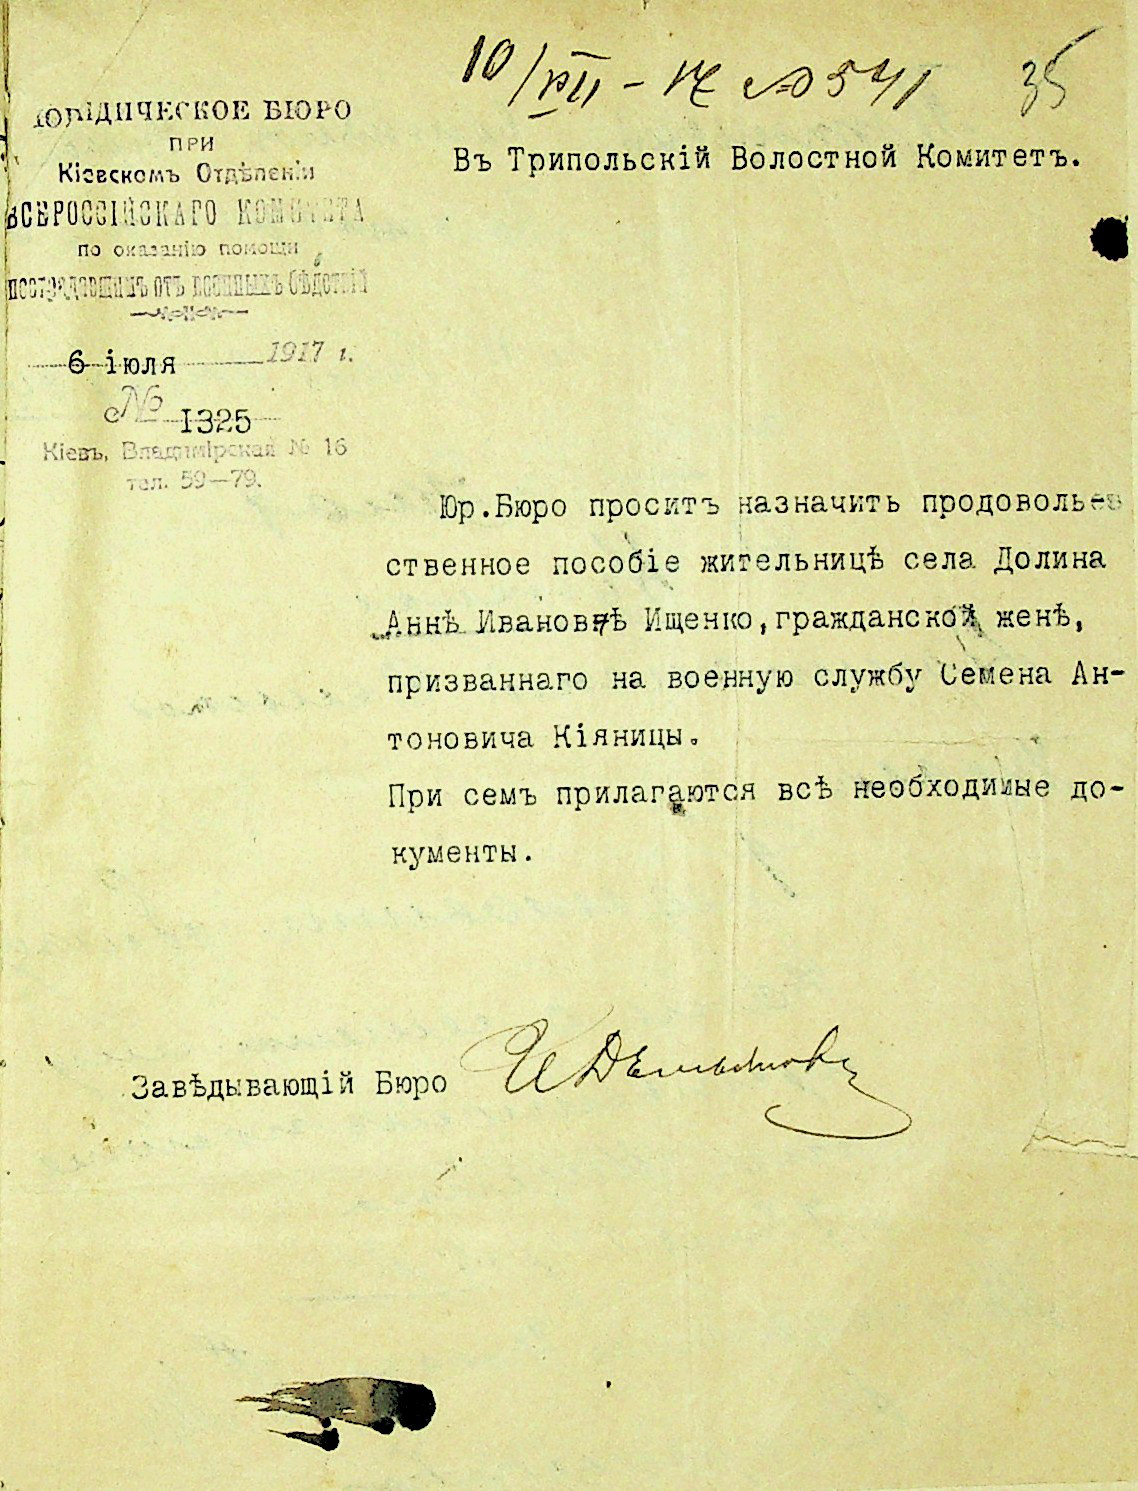 10/VII - 17 № 541
35
ЮРИДИЧЕСКОЕ БЮРО
ПРИ
Кіевскомъ Отдѣленіи
ВСЕРОССІЙСКАГО КОМИТЕТА
по оказанію помощи
пострадавшимъ отъ военныхъ бѣдствій
6 іюля 1917 г.
№ 1325
Кіевъ, Владимірская № 16
тел. 59—79.
Въ Трипольскій Волостной Комитетъ.
Юр.Бюро проситъ назначить продоволь-
ственное пособіе жительницѣ села Долина
Аннѣ Ивановнѣ Ищенко,гражданской женѣ,
призваннаго на военную службу Семена Ан-
тоновича Кіяницы.
При семъ прилагаются всѣ необходимые до-
кументы.
Завѣдывающій Бюро